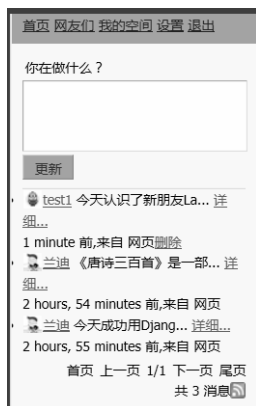 首页 网友们 我的空间 设置 退出
你在做什么？
更新
test1 今天认识了新朋友La... 详
细...
1 minute 前,来自 网页删除
兰迪 《唐诗三百首》是一部... 详
细...
2 hours, 54 minutes 前,来自 网页
兰迪 今天成功用Djang... 详细...
2 hours, 55 minutes 前,来自 网页
首页 上一页 1/1 下一页 尾页
共 3 消息